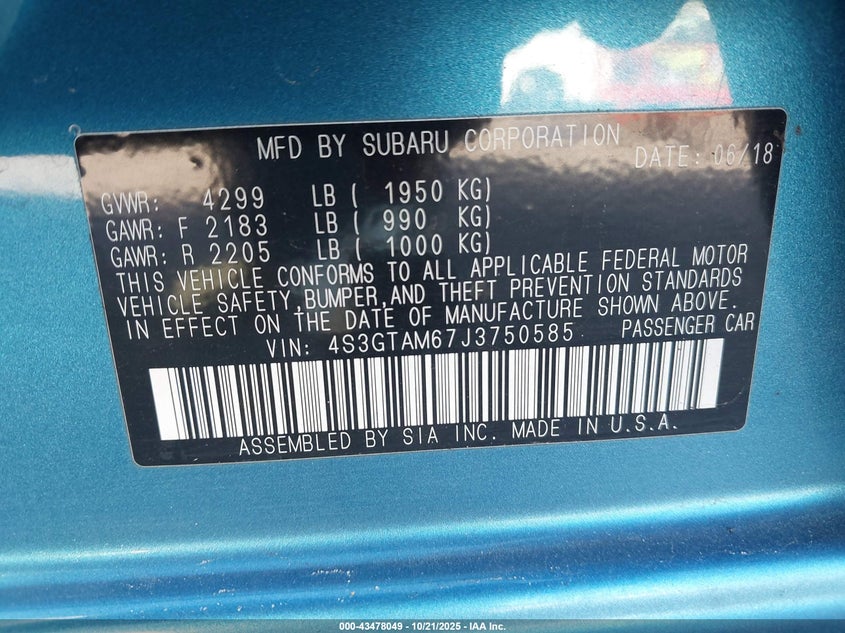 MFD BY SUBARU CORPORATION
DATE: 06/18
GVWR: 4299 LB ( 1950 KG)
GAWR: F 2183 LB ( 990 KG)
GAWR: R 2205 LB ( 1000 KG)
THIS VEHICLE CONFORMS TO ALL APPLICABLE FEDERAL MOTOR
VEHICLE SAFETY,BUMPER,AND THEFT PREVENTION STANDARDS
IN EFFECT ON THE DATE OF MANUFACTURE SHOWN ABOVE.
VIN: 4S3GTAM67J3750585 PASSENGER CAR
ASSEMBLED BY SIA INC. MADE IN U.S.A.
000-43478049 - 10/21/2025 - IAA Inc.